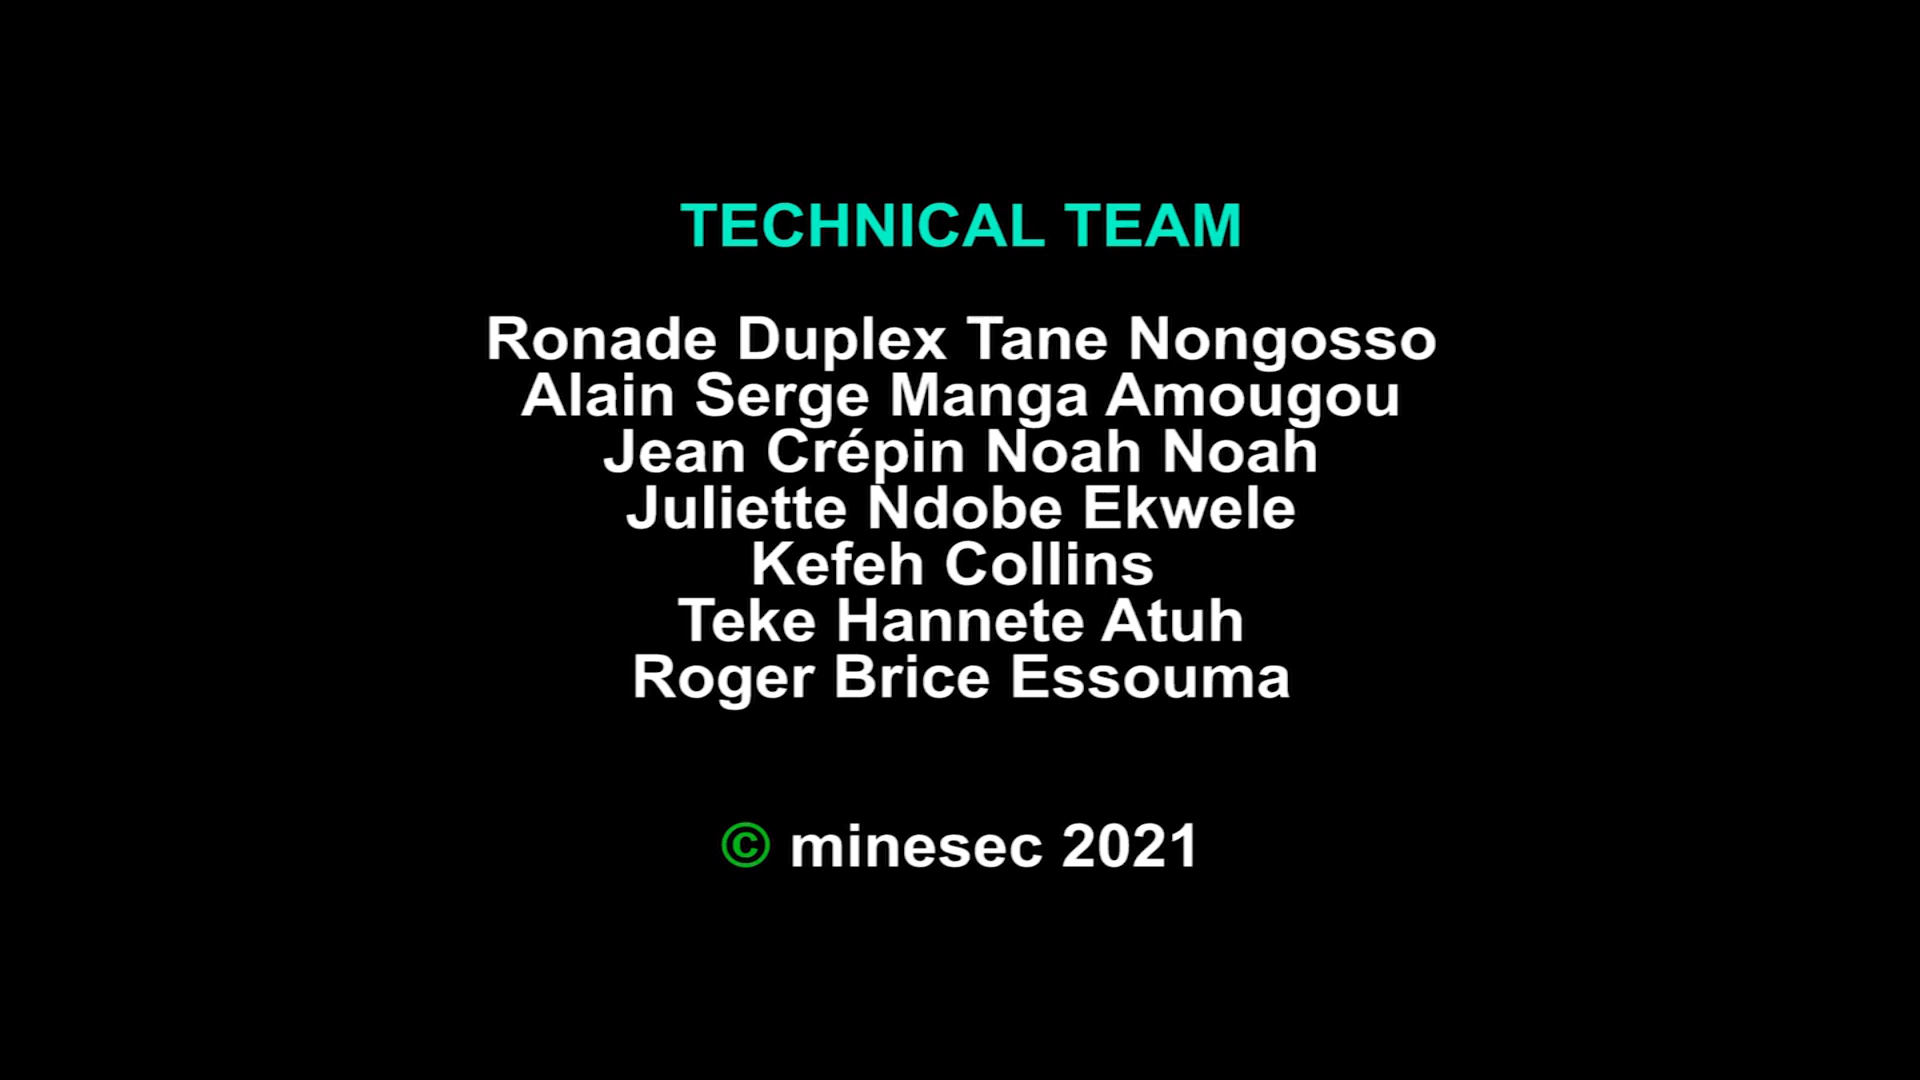 TECHNICAL TEAM
Ronade Duplex Tane Nongosso
Alain Serge Manga Amougou
Jean Crépin Noah Noah
Juliette Ndobe Ekwele
Kefeh Collins
Teke Hannete Atuh
Roger Brice Essouma
© minesec 2021